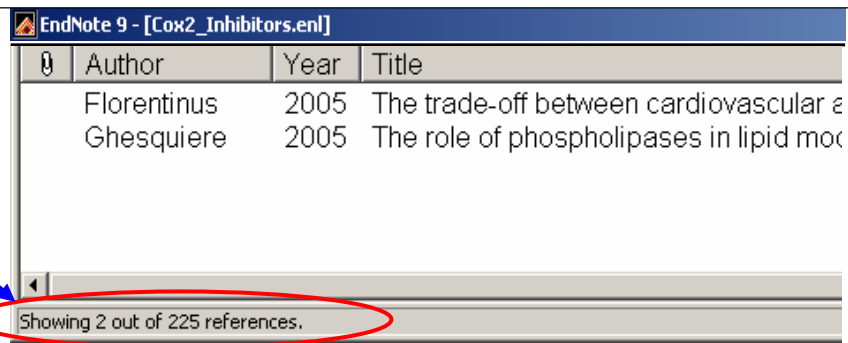 EndNote 9 - [Cox2_Inhibitors.enl]
Author Year Title
Florentinus 2005 The trade-off between cardiovascular
Ghesquiere 2005 The role of phospholipases in lipid
Showing 2 out of 225 references.